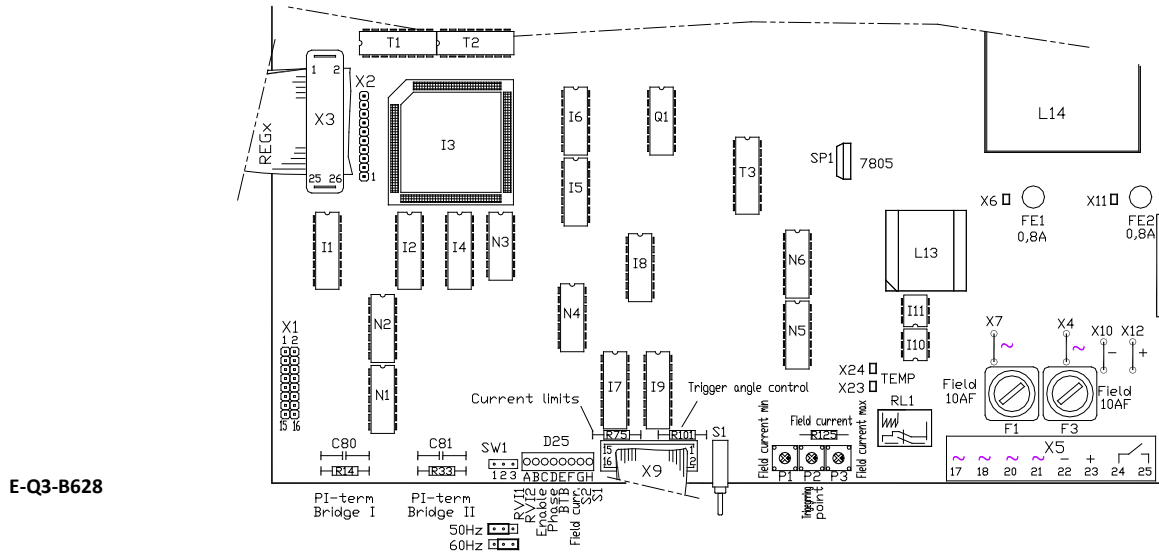 T1 T2
1 2
X2
X3
REGx
25 26
1
I3
I6
Q1
I5
T3
SP1 7805
L14
X6 FE1 0,8A
X11 FE2 0,8A
I1
I2
I4
N3
I8
N6
L13
N2
N4
N5
I11
I10
X1
1 2
15 16
N1
I7
I9
X7 ~
X4 ~
X10 −
X12 +
X24
X23
TEMP
Field 10AF
F1
F3
Field 10AF
RL1
Current limits
Trigger angle control
R75
R101
S1
Field current min
Field current
R125
Field current max
P1 P2 P3
Triggering point
C80
R14
C81
R33
SW1
1 2 3
D25
ABCDEFGH
15 1
16 2
X9
X5
~ ~ ~ ~ − +
17 18 20 21 22 23 24 25
E-Q3-B628
PI-term
Bridge I
PI-term
Bridge II
RVI1
RVI2
Enable
Phase
BTB
Field curr.
S2
S1
50Hz
60Hz